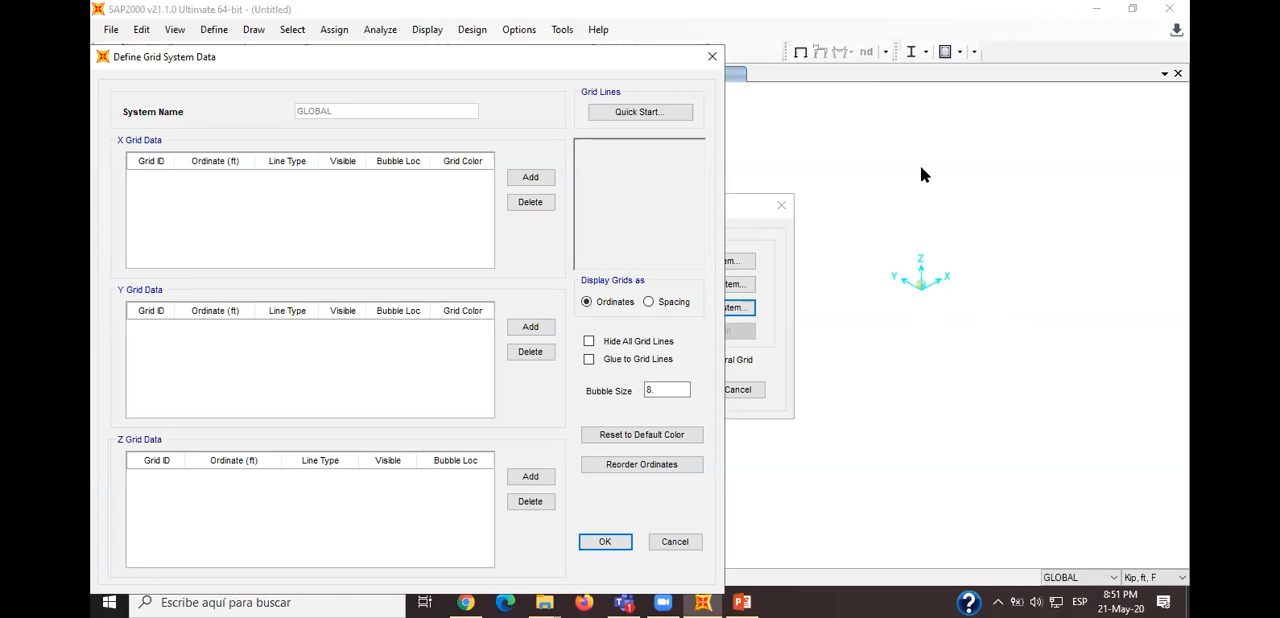 SAP2000 v21.1.0 Ultimate 64-bit - (Untitled)
File Edit View Define Draw Select Assign Analyze Display Design Options Tools Help
nd
Define Grid System Data
System Name GLOBAL
Grid Lines
Quick Start...
X Grid Data
Grid ID Ordinate (ft) Line Type Visible Bubble Loc Grid Color
Add
Delete
Y Grid Data
Grid ID Ordinate (ft) Line Type Visible Bubble Loc Grid Color
Add
Delete
Z Grid Data
Grid ID Ordinate (ft) Line Type Visible Bubble Loc
Add
Delete
Display Grids as
Ordinates Spacing
Hide All Grid Lines
Glue to Grid Lines
Bubble Size 8.
Reset to Default Color
Reorder Ordinates
OK Cancel
em...
tem...
stem...
ral Grid
Cancel
Z
Y X
GLOBAL Kip, ft, F
Escribe aquí para buscar
ESP
8:51 PM
21-May-20